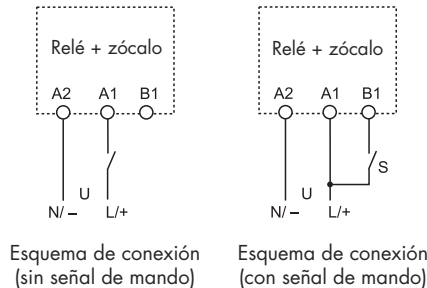 Relé + zócalo
A2 A1 B1
U
N/ – L/+
Esquema de conexión
(sin señal de mando)
Relé + zócalo
A2 A1 B1
S
U
N/ – L/+
Esquema de conexión
(con señal de mando)